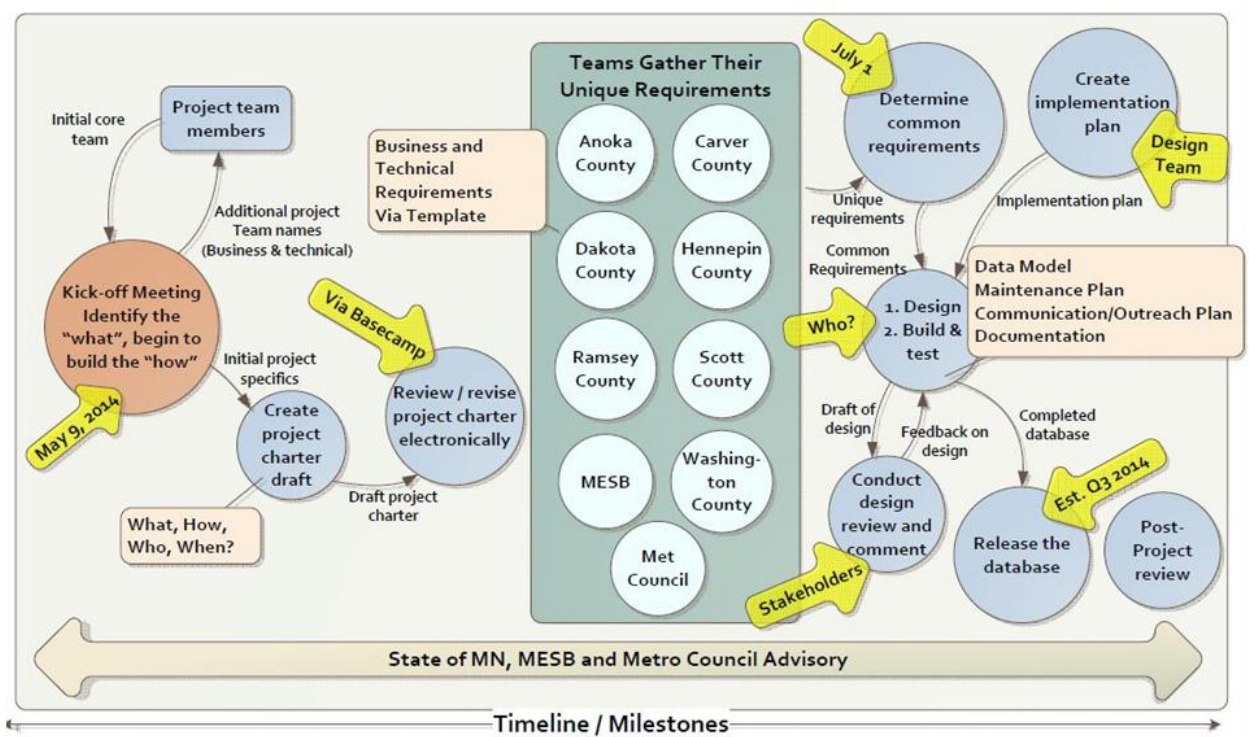 Project team
members
Initial core
team
Additional project
Team names
(Business & technical)
Kick-off Meeting
Identify the
“what”, begin to
build the “how”
May 9, 2014
Initial project
specifics
Create
project
charter
draft
What, How,
Who, When?
Draft project
charter
Via Basecamp
Review / revise
project charter
electronically
Business and
Technical
Requirements
Via Template
Teams Gather Their
Unique Requirements
Anoka
County
Carver
County
Dakota
County
Hennepin
County
Ramsey
County
Scott
County
MESB
Washing-
ton
County
Met
Council
July 1
Determine
common
requirements
Create
implementation
plan
Design
Team
Unique
requirements
Implementation plan
Common
Requirements
Who?
1. Design
2. Build &
test
Data Model
Maintenance Plan
Communication/Outreach Plan
Documentation
Draft of
design
Feedback on
design
Completed
database
Conduct
design
review and
comment
Stakeholders
Est. Q3 2014
Release the
database
Post-
Project
review
State of MN, MESB and Metro Council Advisory
Timeline / Milestones